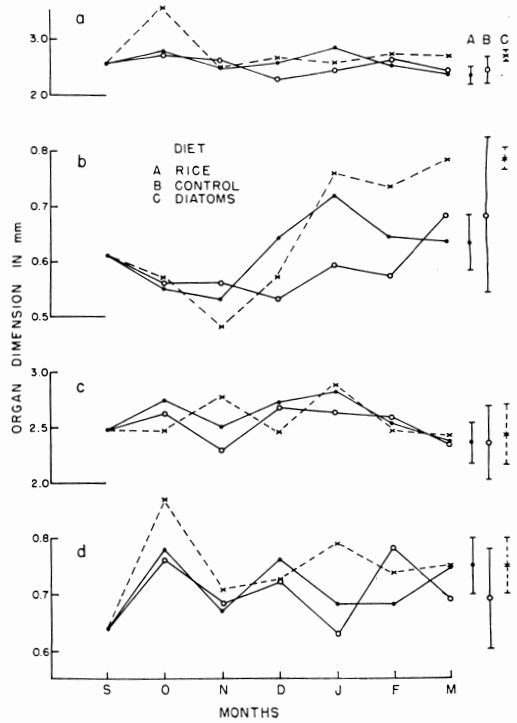 a
A B C
3.0
2.0
0.8
b
DIET
A RICE
B CONTROL
C DIATOMS
0.7
0.6
0.5
ORGAN DIMENSION IN mm
3.0
c
2.5
2.0
0.8
d
0.7
0.6
S O N D J F M
MONTHS